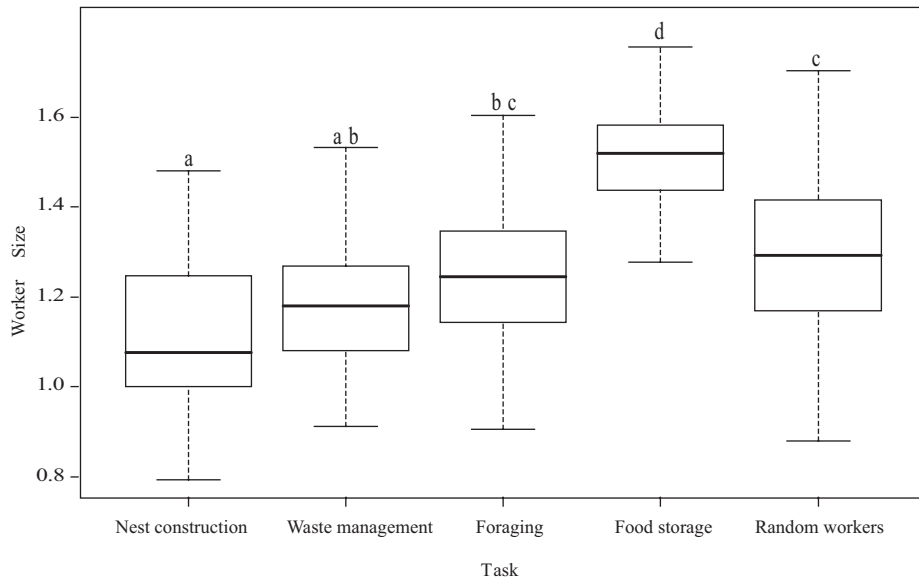 d
c
b c
a b
a
1.6
1.4
1.2
1.0
0.8
Worker Size
Nest construction
Waste management
Foraging
Food storage
Random workers
Task